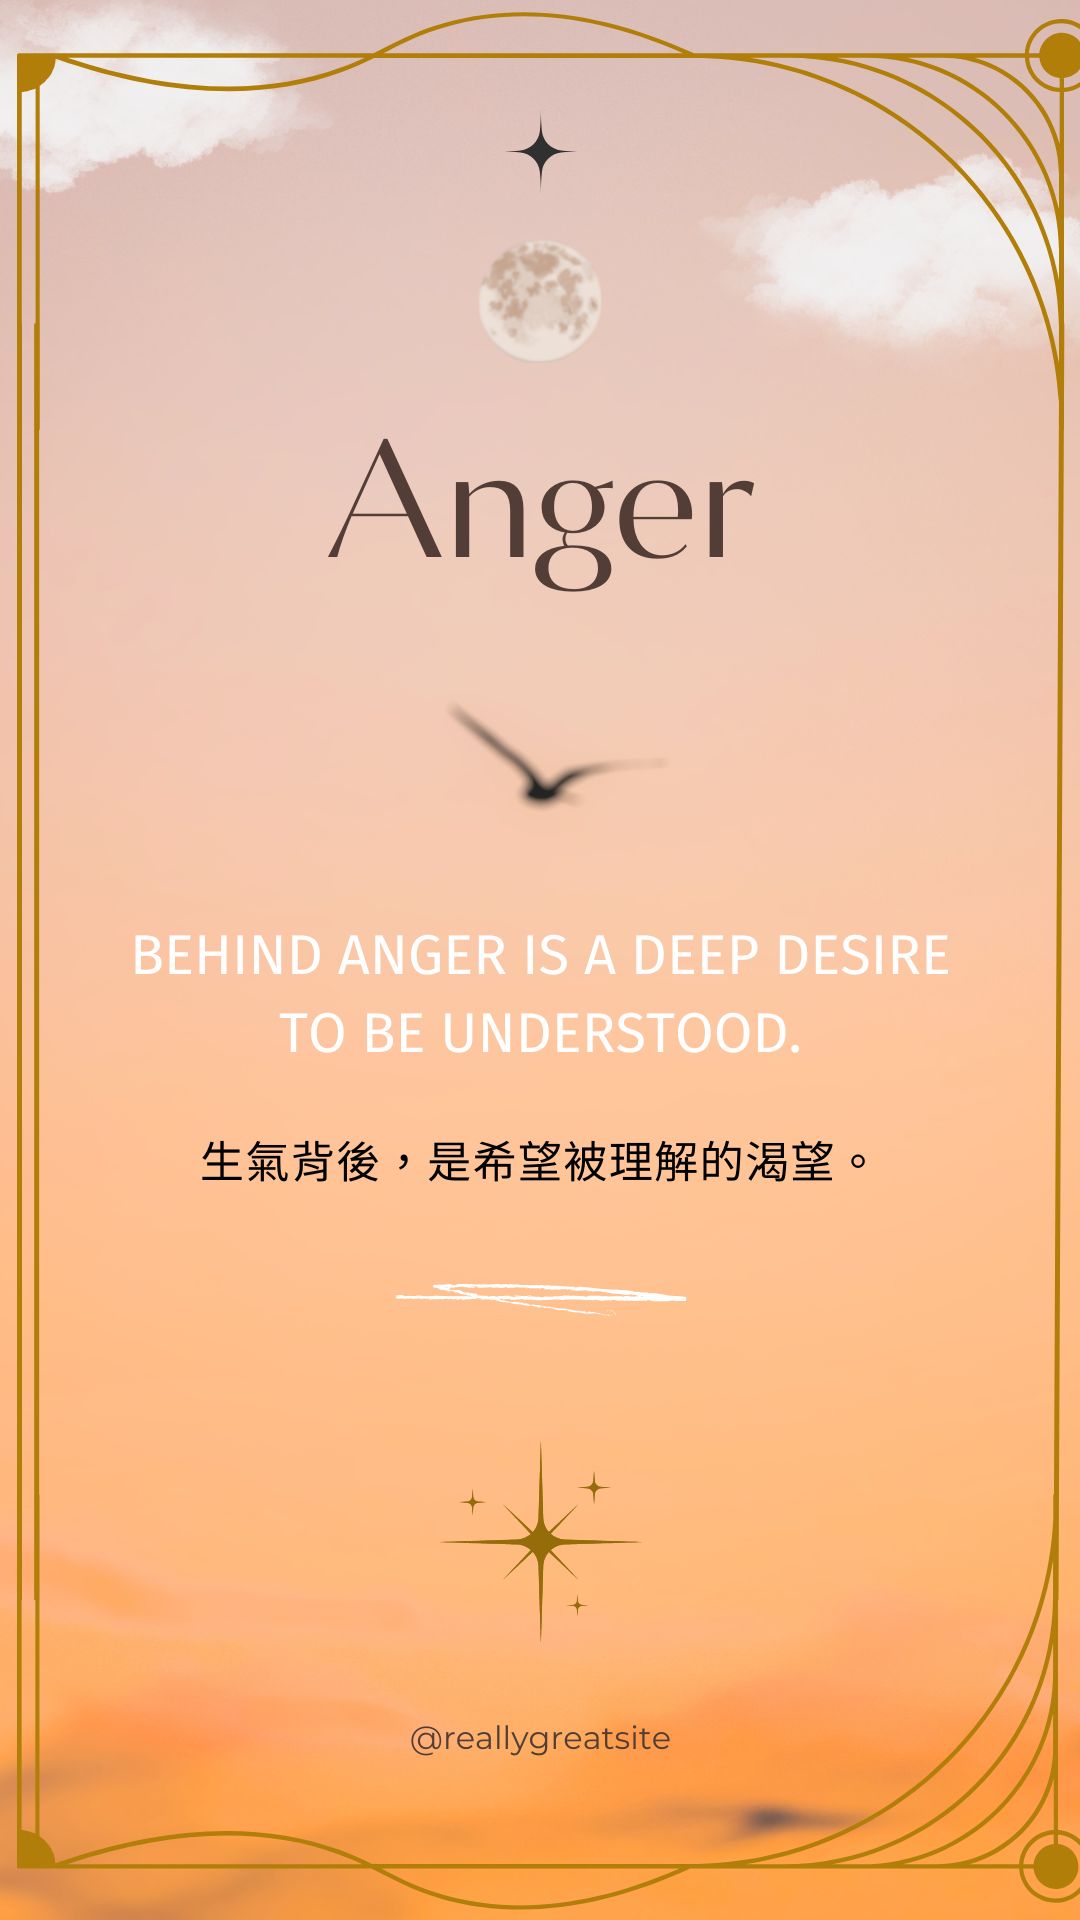 Anger
BEHIND ANGER IS A DEEP DESIRE
TO BE UNDERSTOOD.
生氣背後，是希望被理解的渴望。
@reallygreatsite